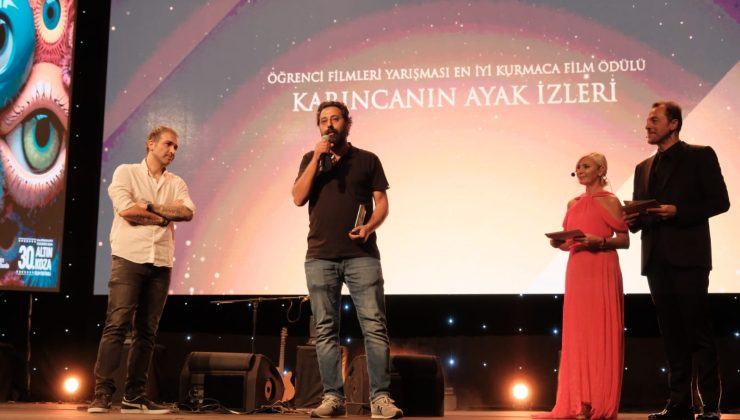 ÖĞRENCİ FİLMLERİ YARIŞMASI EN İYİ KURMACA FİLM ÖDÜLÜ
KARINCANIN AYAK İZLERİ
30.
ALTIN
KOZA